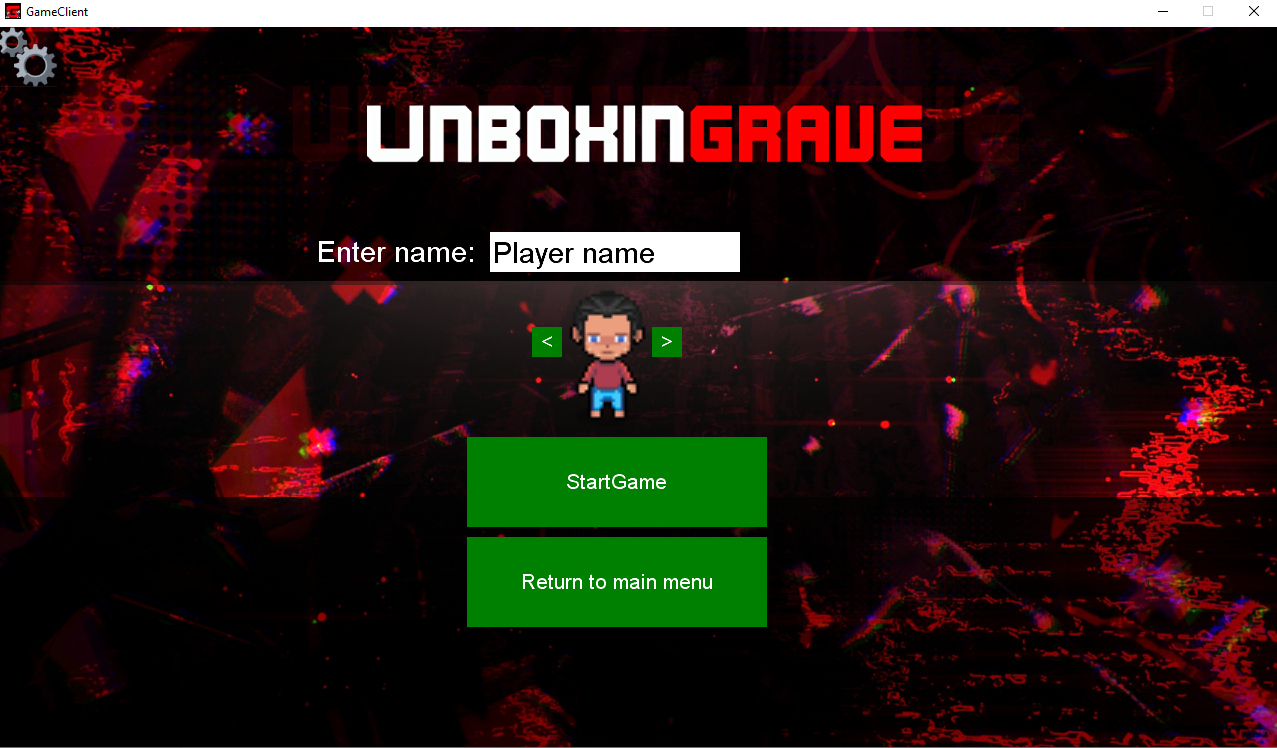 GameClient
UNBOXINGRAVE
Enter name: Player name
< >
StartGame
Return to main menu